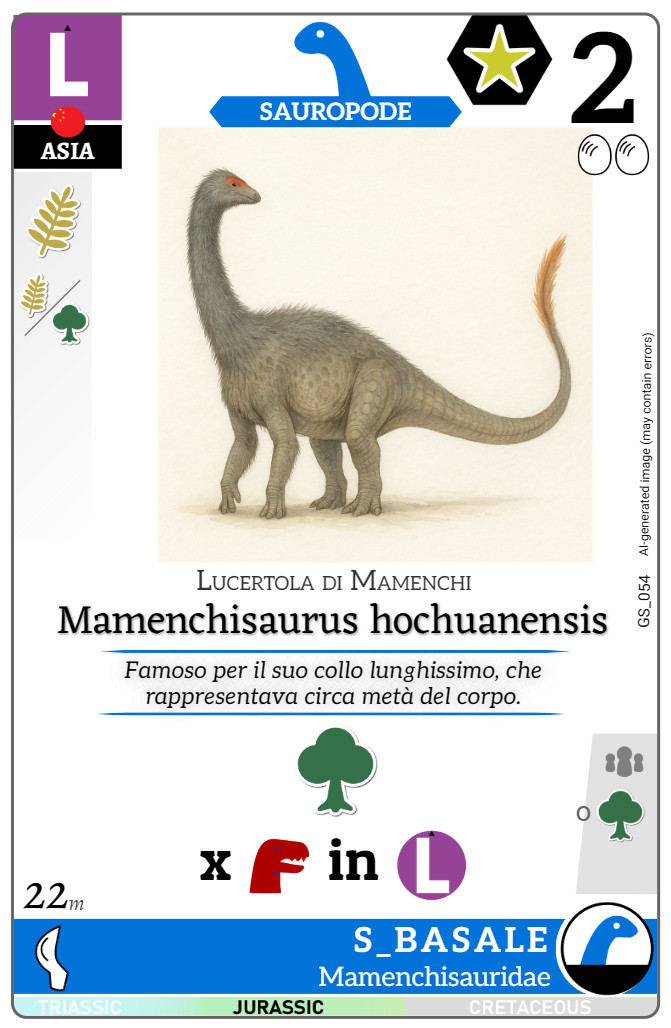 L
SAUROPODE
2
ASIA
AI-generated image (may contain errors)
GS_054
Lucertola di Mamenchi
Mamenchisaurus hochuanensis
Famoso per il suo collo lunghissimo, che
rappresentava circa metà del corpo.
o
x in L
22m
S_BASALE
Mamenchisauridae
TRIASSIC JURASSIC CRETACEOUS